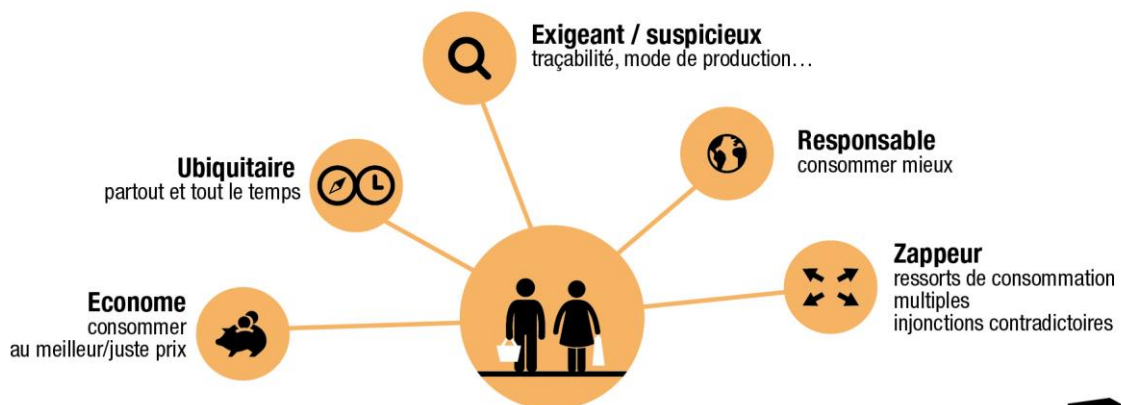 Exigeant / suspicieux
traçabilité, mode de production…
Responsable
consommer mieux
Ubiquitaire
partout et tout le temps
Zappeur
ressorts de consommation
multiples
injonctions contradictoires
Econome
consommer
au meilleur/juste prix